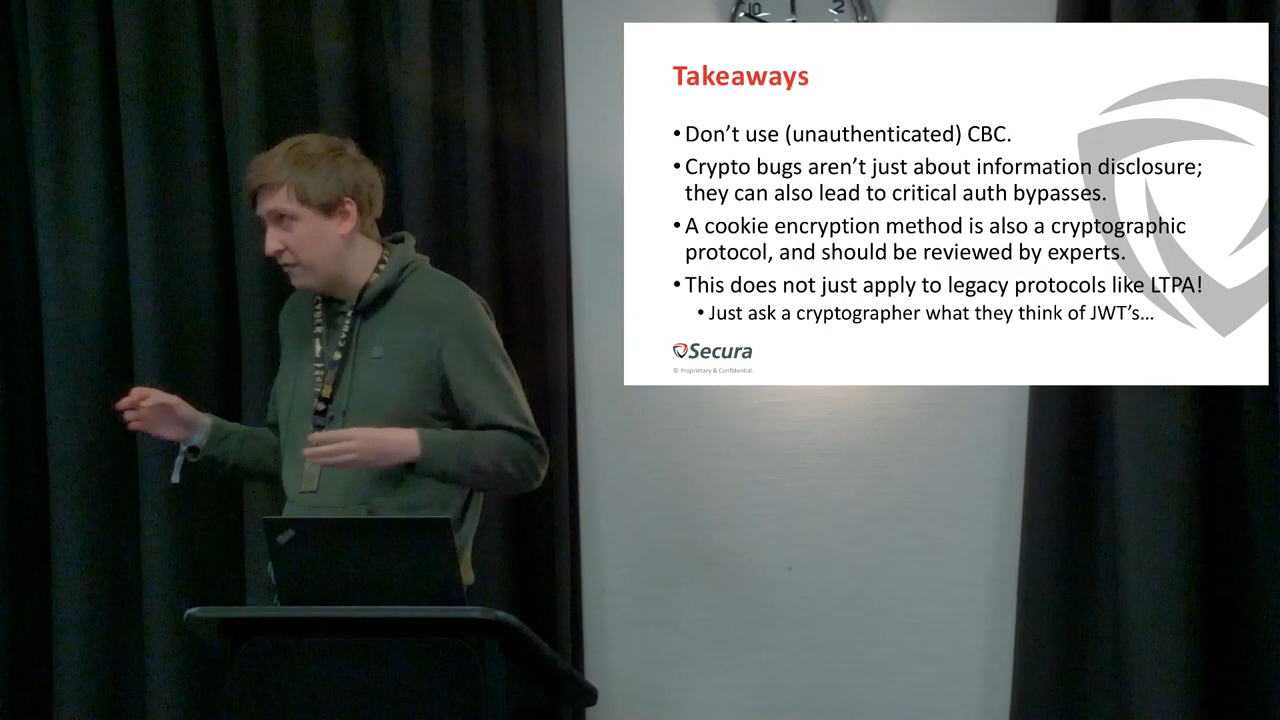 10
2
Takeaways
• Don’t use (unauthenticated) CBC.
• Crypto bugs aren’t just about information disclosure;
they can also lead to critical auth bypasses.
• A cookie encryption method is also a cryptographic
protocol, and should be reviewed by experts.
• This does not just apply to legacy protocols like LTPA!
• Just ask a cryptographer what they think of JWT’s…
Secura
© Proprietary & Confidential.